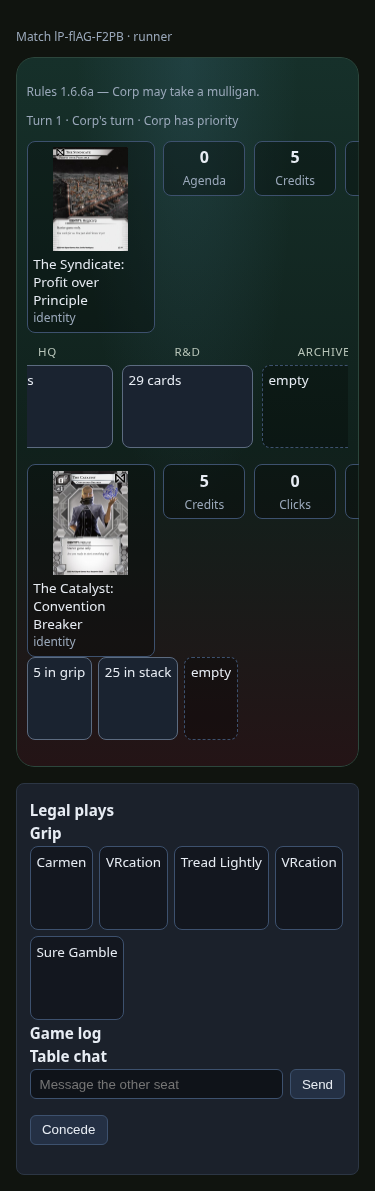 Match lP-flAG-F2PB · runner
Rules 1.6.6a — Corp may take a mulligan.
Turn 1 · Corp's turn · Corp has priority
The Syndicate:
Profit over
Principle
identity
0
Agenda
5
Credits
HQ
R&D
ARCHIVE
s
29 cards
empty
The Catalyst:
Convention
Breaker
identity
5
Credits
0
Clicks
5 in grip
25 in stack
empty
Legal plays
Grip
Carmen
VRcation
Tread Lightly
VRcation
Sure Gamble
Game log
Table chat
Message the other seat
Send
Concede